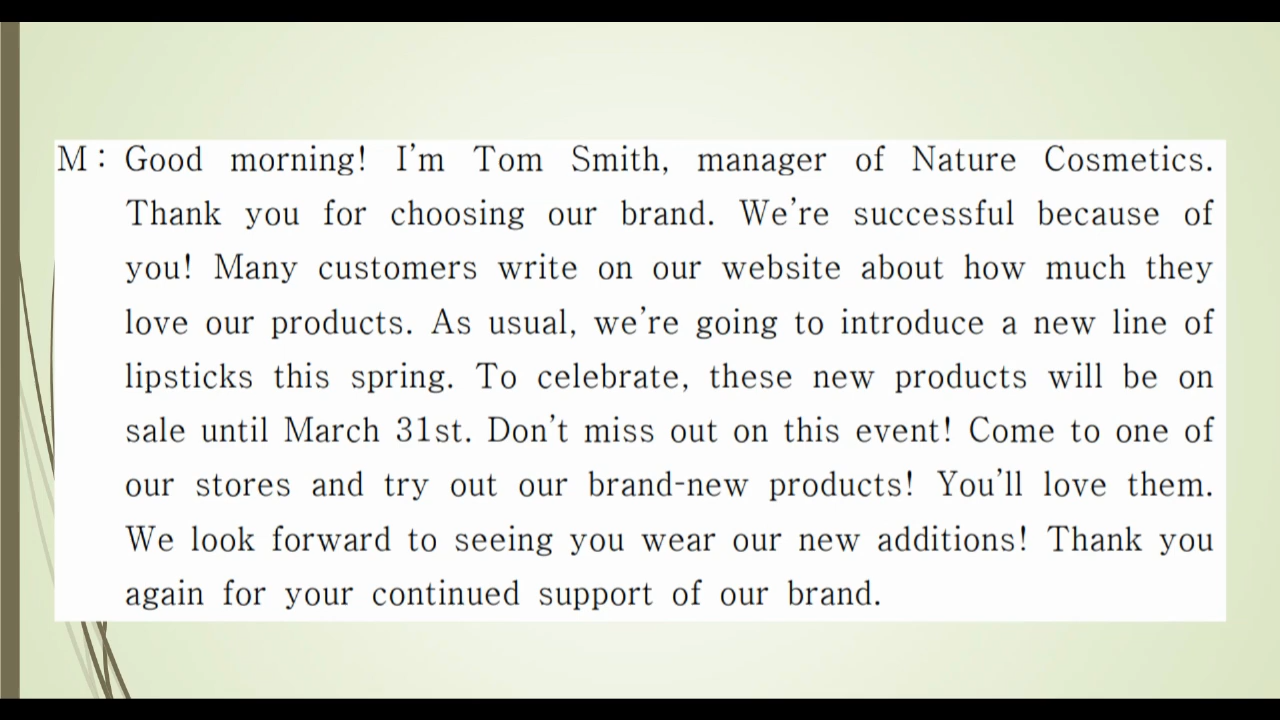 M: Good morning! I'm Tom Smith, manager of Nature Cosmetics.
Thank you for choosing our brand. We're successful because of
you! Many customers write on our website about how much they
love our products. As usual, we're going to introduce a new line of
lipsticks this spring. To celebrate, these new products will be on
sale until March 31st. Don't miss out on this event! Come to one of
our stores and try out our brand-new products! You'll love them.
We look forward to seeing you wear our new additions! Thank you
again for your continued support of our brand.